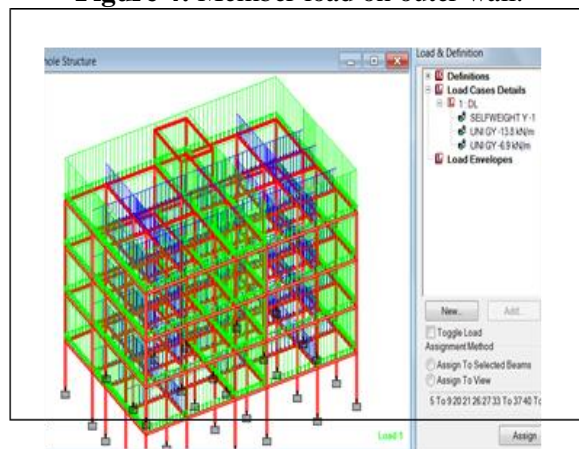 Figure 4. Member load on outer wall.
hole Structure
Load & Definition
Definitions
Load Cases Details
1 : DL
SELFWEIGHT Y -1
UNI GY -13.8 kN/m
UNI GY -6.9 kN/m
Load Envelopes
New...
Add...
Toggle Load
Assignment Method
Assign To Selected Beams
Assign To View
5 To 9 20 21 26 27 33 To 37 40 To
Load 1
Assign